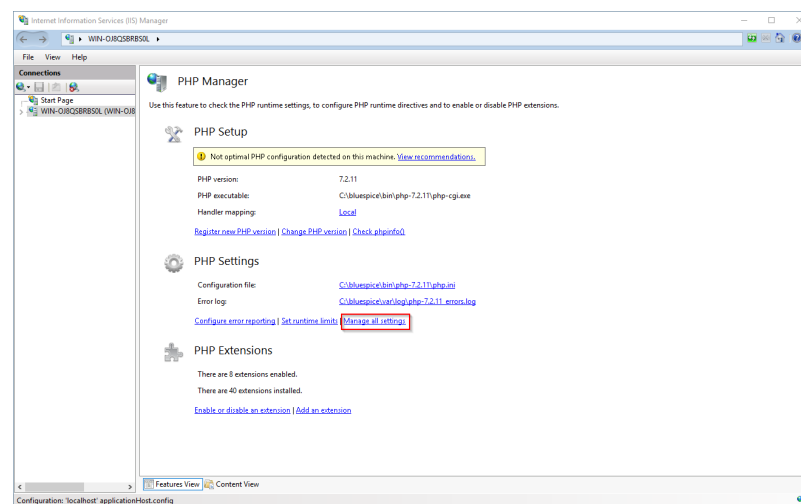 Internet Information Services (IIS) Manager
WIN-OJ8QSBRBS0L
File View Help
Connections
Start Page
WIN-OJ8QSBRBS0L (WIN-OJ8
PHP Manager
Use this feature to check the PHP runtime settings, to configure PHP runtime directives and to enable or disable PHP extensions.
PHP Setup
Not optimal PHP configuration detected on this machine. View recommendations.
PHP version: 7.2.11
PHP executable: C:\bluespice\bin\php-7.2.11\php-cgi.exe
Handler mapping: Local
Register new PHP version | Change PHP version | Check phpinfo()
PHP Settings
Configuration file: C:\bluespice\bin\php-7.2.11\php.ini
Error log: C:\bluespice\var\log\php-7.2.11_errors.log
Configure error reporting | Set runtime limits | Manage all settings
PHP Extensions
There are 8 extensions enabled.
There are 40 extensions installed.
Enable or disable an extension | Add an extension
Features View Content View
Configuration: 'localhost' applicationHost.config